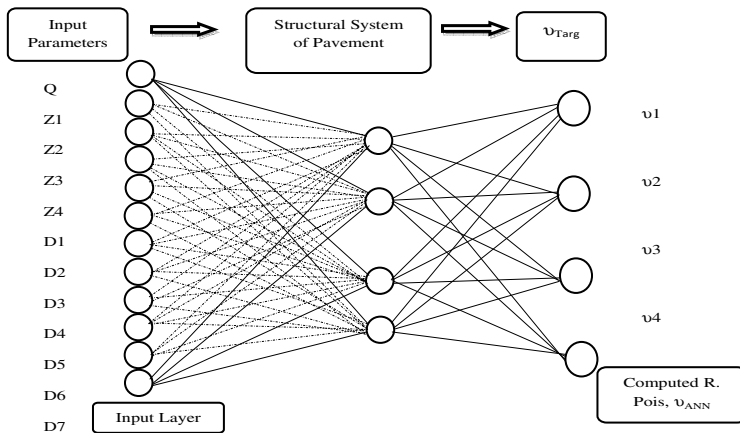 Input
Parameters
Structural System
of Pavement
υTarg
Q
Z1
Z2
Z3
Z4
D1
D2
D3
D4
D5
D6
D7
Input Layer
υ1
υ2
υ3
υ4
Computed R.
Pois, υANN